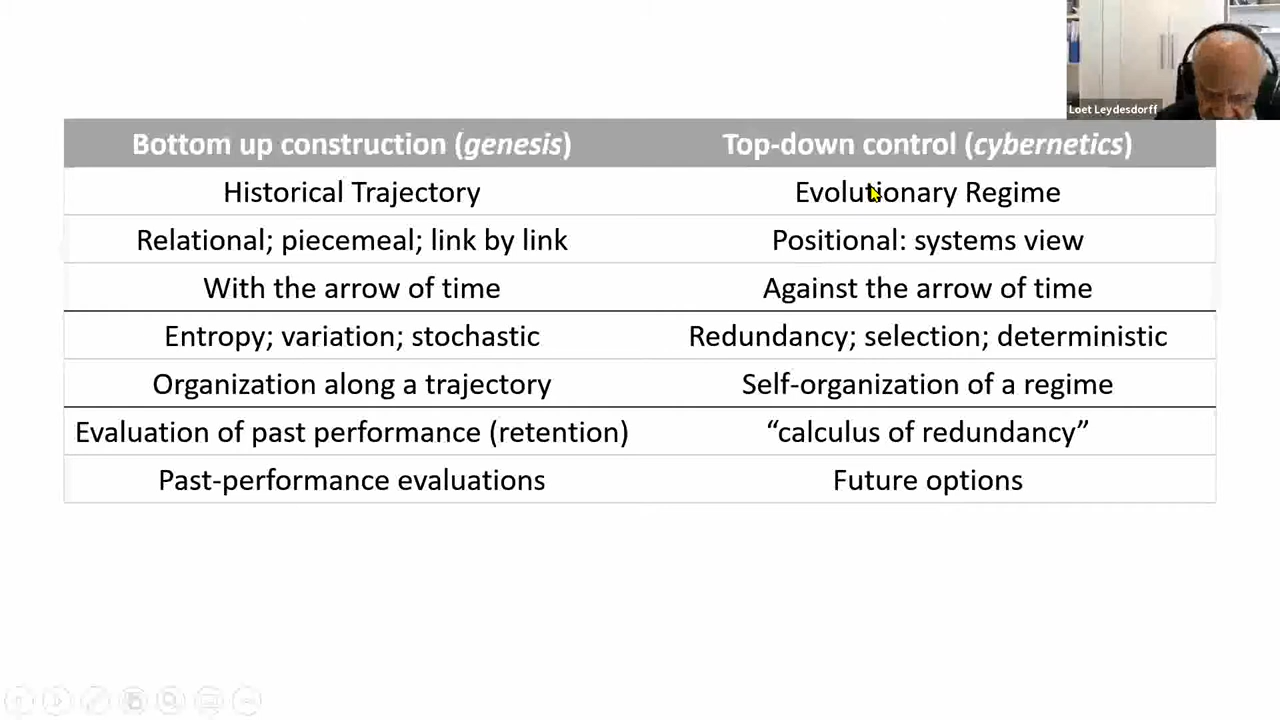 Loet Leydesdorff
Bottom up construction (genesis) Top-down control (cybernetics)
Historical Trajectory Evolutionary Regime
Relational; piecemeal; link by link Positional: systems view
With the arrow of time Against the arrow of time
Entropy; variation; stochastic Redundancy; selection; deterministic
Organization along a trajectory Self-organization of a regime
Evaluation of past performance (retention) “calculus of redundancy”
Past-performance evaluations Future options